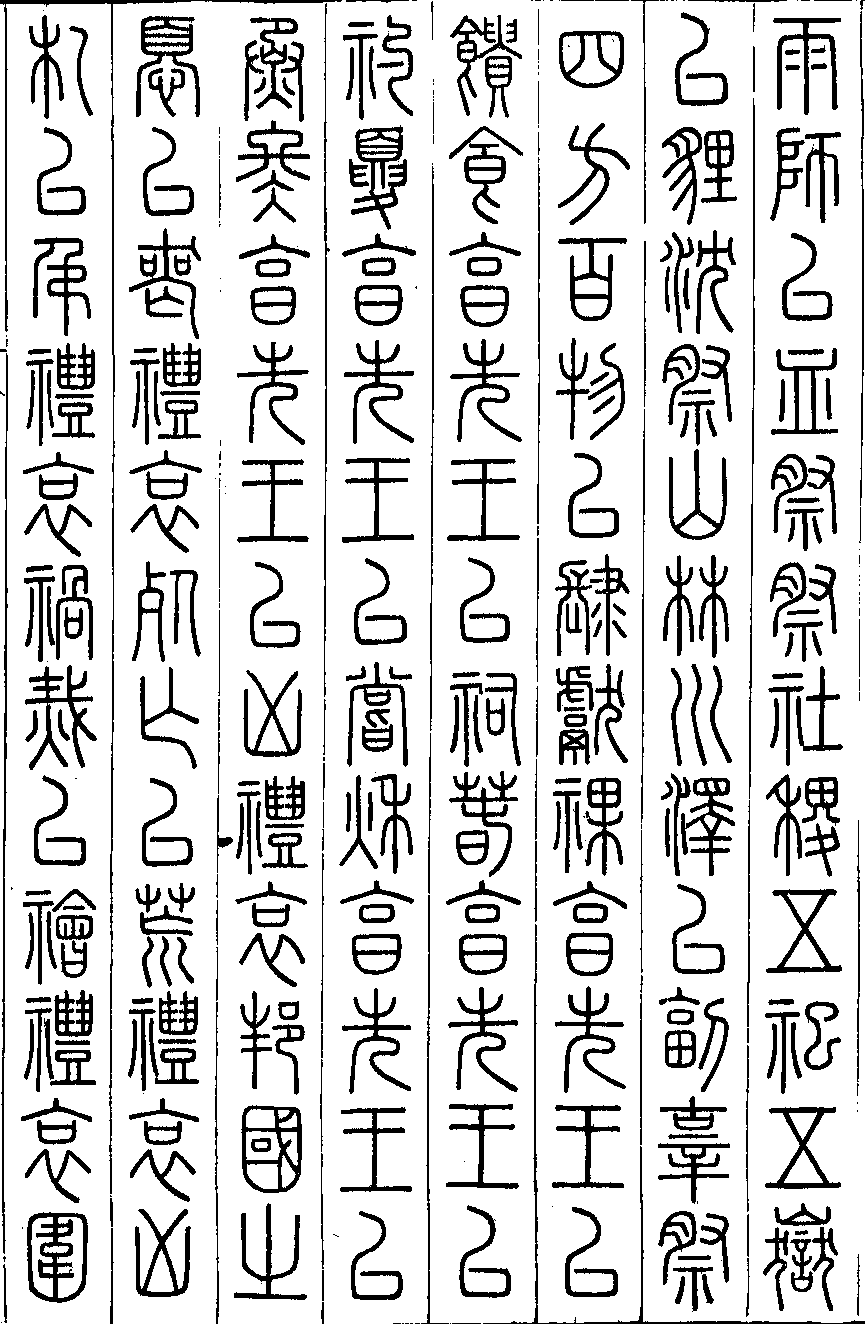 雨師以血祭祭社稷五祀五嶽
以貍沈祭山林川澤以副辜祭
四方百物以肆獻祼享先王以
饋食享先王以祠春享先王以
礿夏享先王以嘗秋享先王以
烝冬享先王以凶禮哀邦國之
憂以喪禮哀死亡以荒禮哀凶
札以弔禮哀禍烖以禬禮哀圍